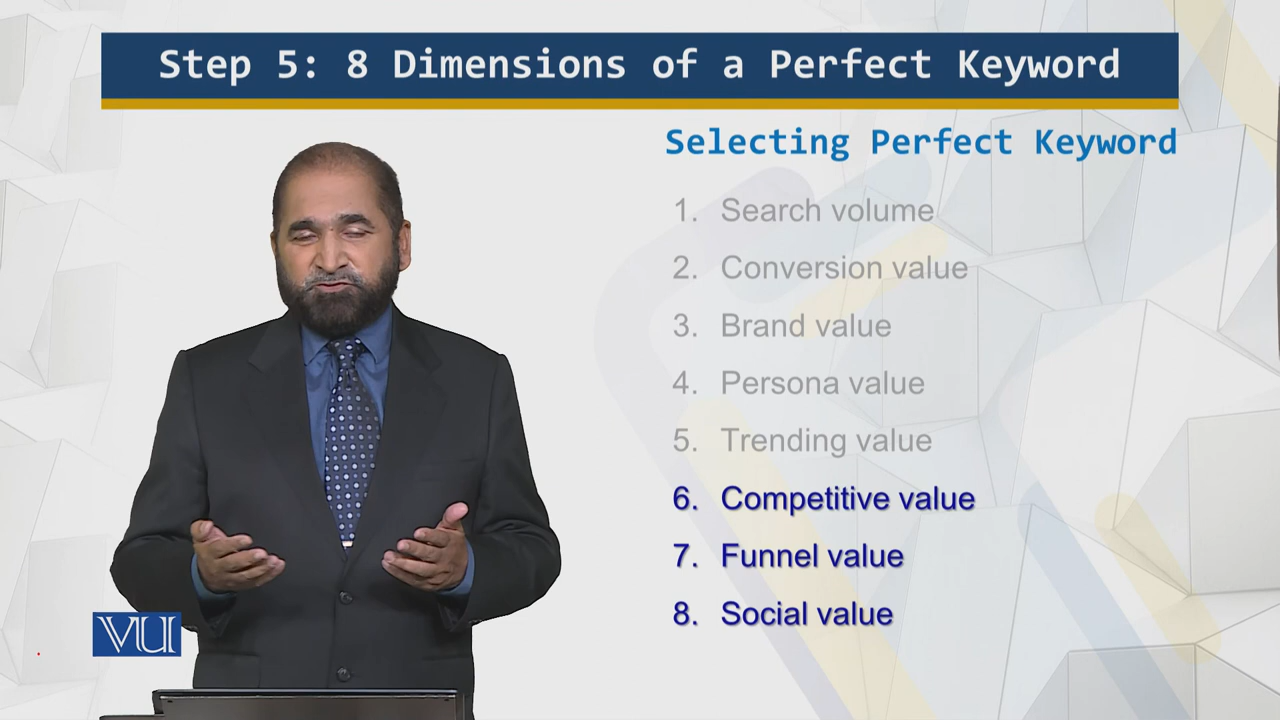 Step 5: 8 Dimensions of a Perfect Keyword
Selecting Perfect Keyword
1. Search volume
2. Conversion value
3. Brand value
4. Persona value
5. Trending value
6. Competitive value
7. Funnel value
8. Social value
VU